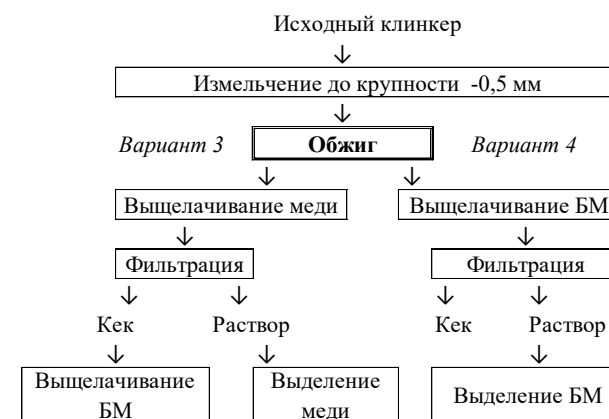 Исходный клинкер
Измельчение до крупности -0,5 мм
Вариант 3 Обжиг Вариант 4
Выщелачивание меди Выщелачивание БМ
Фильтрация Фильтрация
Кек Раствор Кек Раствор
Выщелачивание БМ
Выделение меди
Выделение БМ